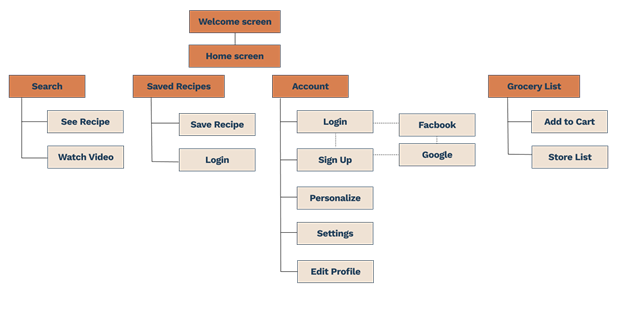 Welcome screen
Home screen
Search
Saved Recipes
Account
Grocery List
See Recipe
Save Recipe
Login
Facbook
Add to Cart
Watch Video
Login
Sign Up
Google
Store List
Personalize
Settings
Edit Profile